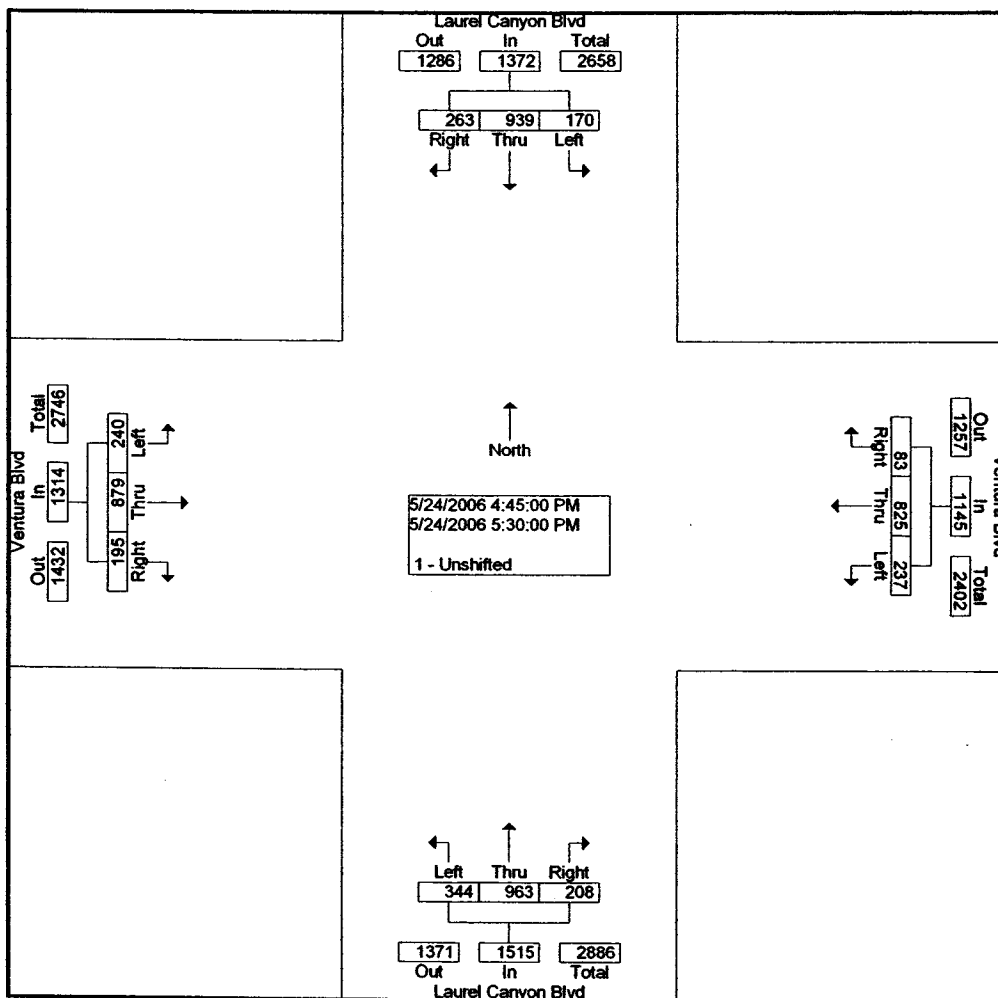 Laurel Canyon Blvd
Out In Total
1286 1372 2658
263 939 170
Right Thru Left
Ventura Blvd
Total In Out
2746 1314 1432
240 879 195
Left Thru Right
North
5/24/2006 4:45:00 PM
5/24/2006 5:30:00 PM
1 - Unshifted
Right Thru Left
83 825 237
Out In Total
1257 1145 2402
Ventura Blvd
Left Thru Right
344 963 208
1371 1515 2886
Out In Total
Laurel Canyon Blvd